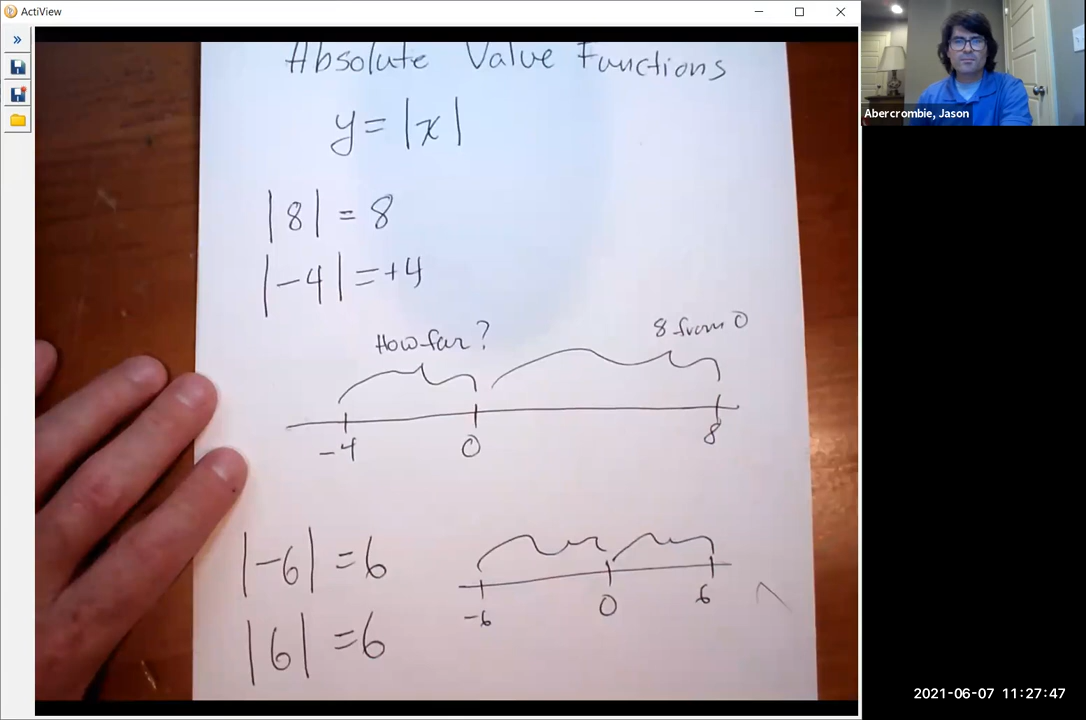 ActiView
»
Absolute Value Functions
y = |x|
|8| = 8
|-4| = +4
How far?
8 from 0
-4 0 8
|-6| = 6
|6| = 6
-6 0 6
Abercrombie, Jason
2021-06-07 11:27:47